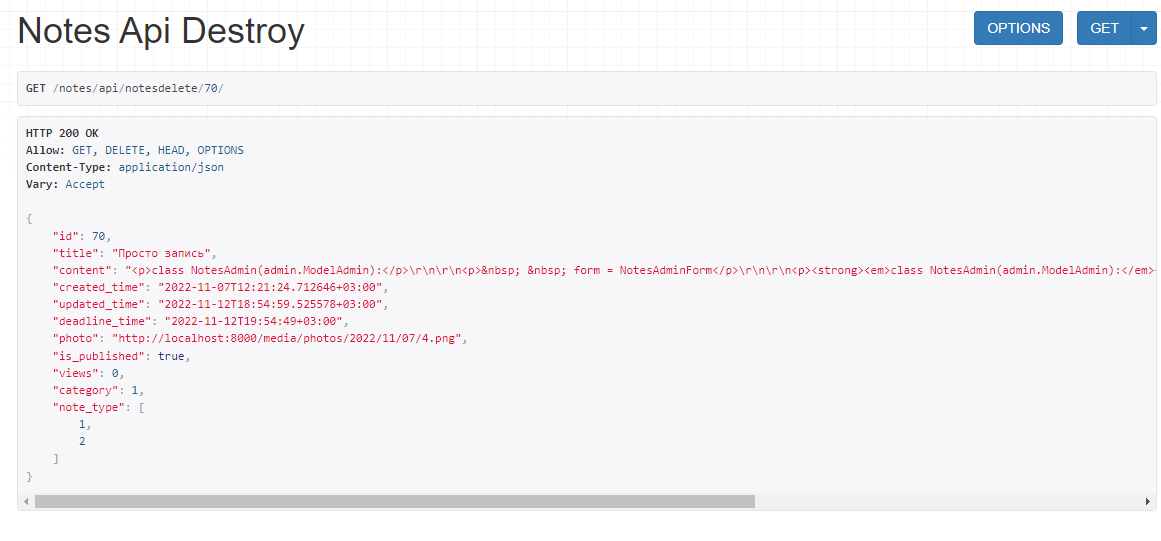 Notes Api Destroy
OPTIONS
GET
GET /notes/api/notesdelete/70/
HTTP 200 OK
Allow: GET, DELETE, HEAD, OPTIONS
Content-Type: application/json
Vary: Accept
{
"id": 70,
"title": "Просто запись",
"content": "<p>class NotesAdmin(admin.ModelAdmin):</p>\r\n\r\n<p>&nbsp; &nbsp; form = NotesAdminForm</p>\r\n\r\n<p><strong><em>class NotesAdmin(admin.ModelAdmin):</em>
"created_time": "2022-11-07T12:21:24.712646+03:00",
"updated_time": "2022-11-12T18:54:59.525578+03:00",
"deadline_time": "2022-11-12T19:54:49+03:00",
"photo": "http://localhost:8000/media/photos/2022/11/07/4.png",
"is_published": true,
"views": 0,
"category": 1,
"note_type": [
1,
2
]
}